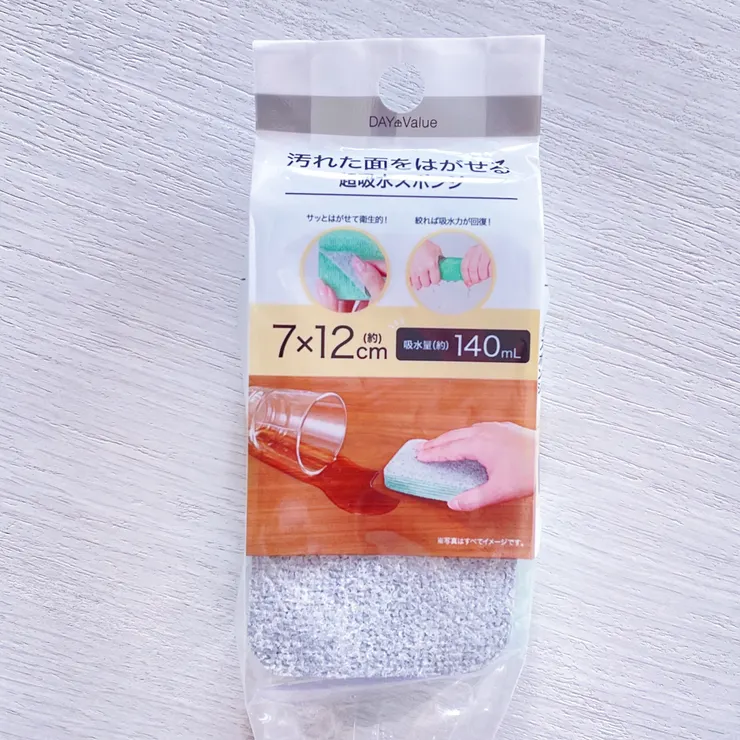 DAY & Value
汚れた面をはがせる
超吸水スポンジ
サッとはがせて衛生的!
絞れば吸水力が回復!
7×12cm(約)
吸水量(約) 140mL
※写真はすべてイメージです。